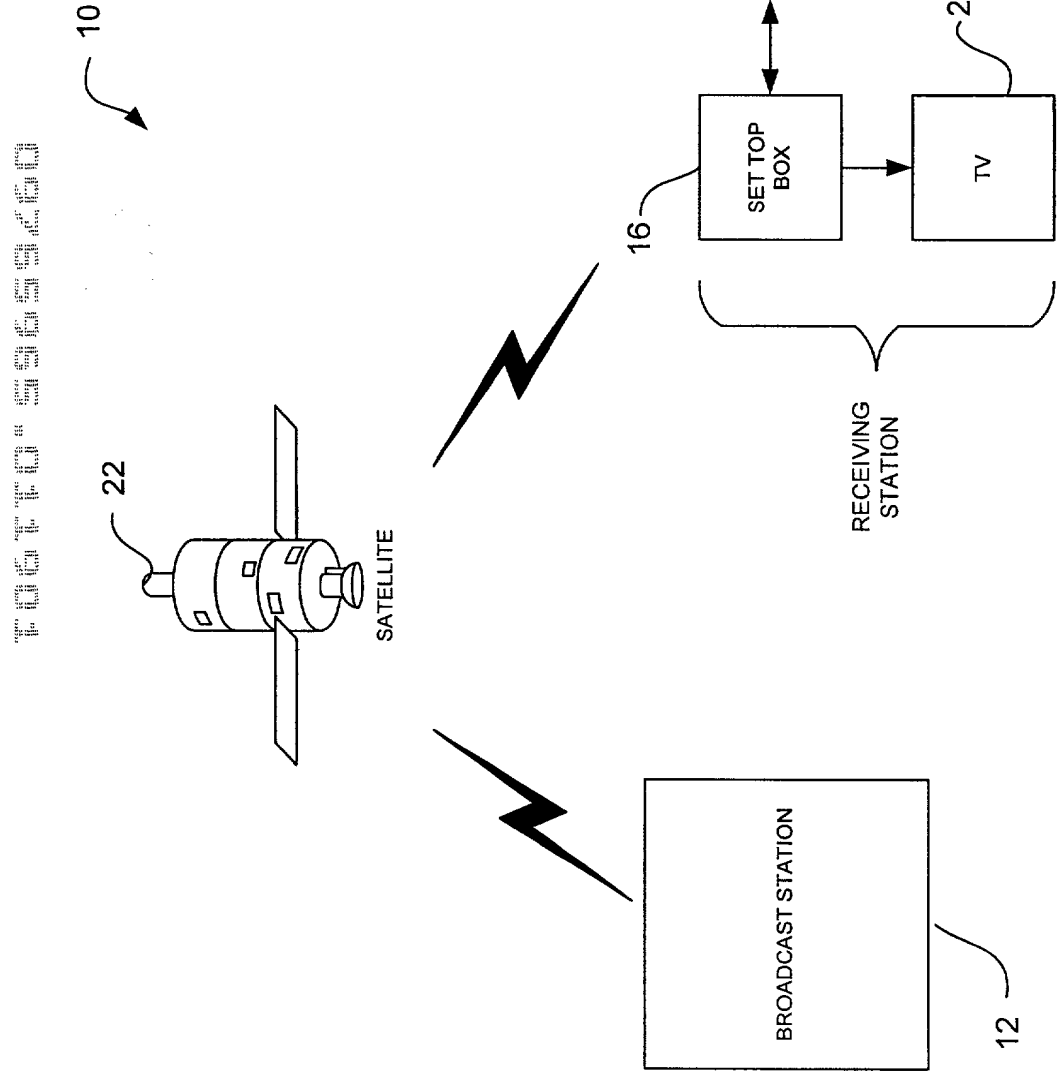 10
22
SATELLITE
16
SET TOP
BOX
TV
RECEIVING
STATION
BROADCAST STATION
12